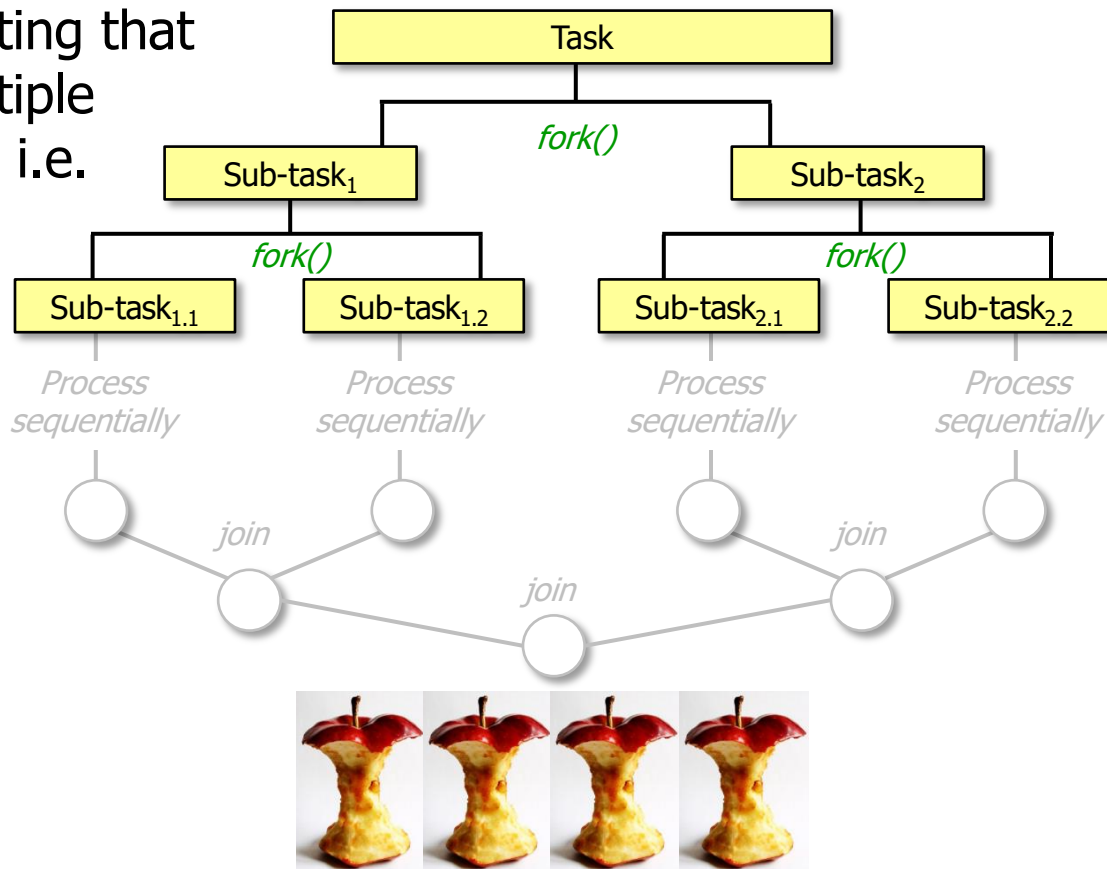 ting that
tiple
i.e.
Task
fork()
Sub-task1
Sub-task2
fork()
fork()
Sub-task1.1
Sub-task1.2
Sub-task2.1
Sub-task2.2
Process
sequentially
Process
sequentially
Process
sequentially
Process
sequentially
join
join
join